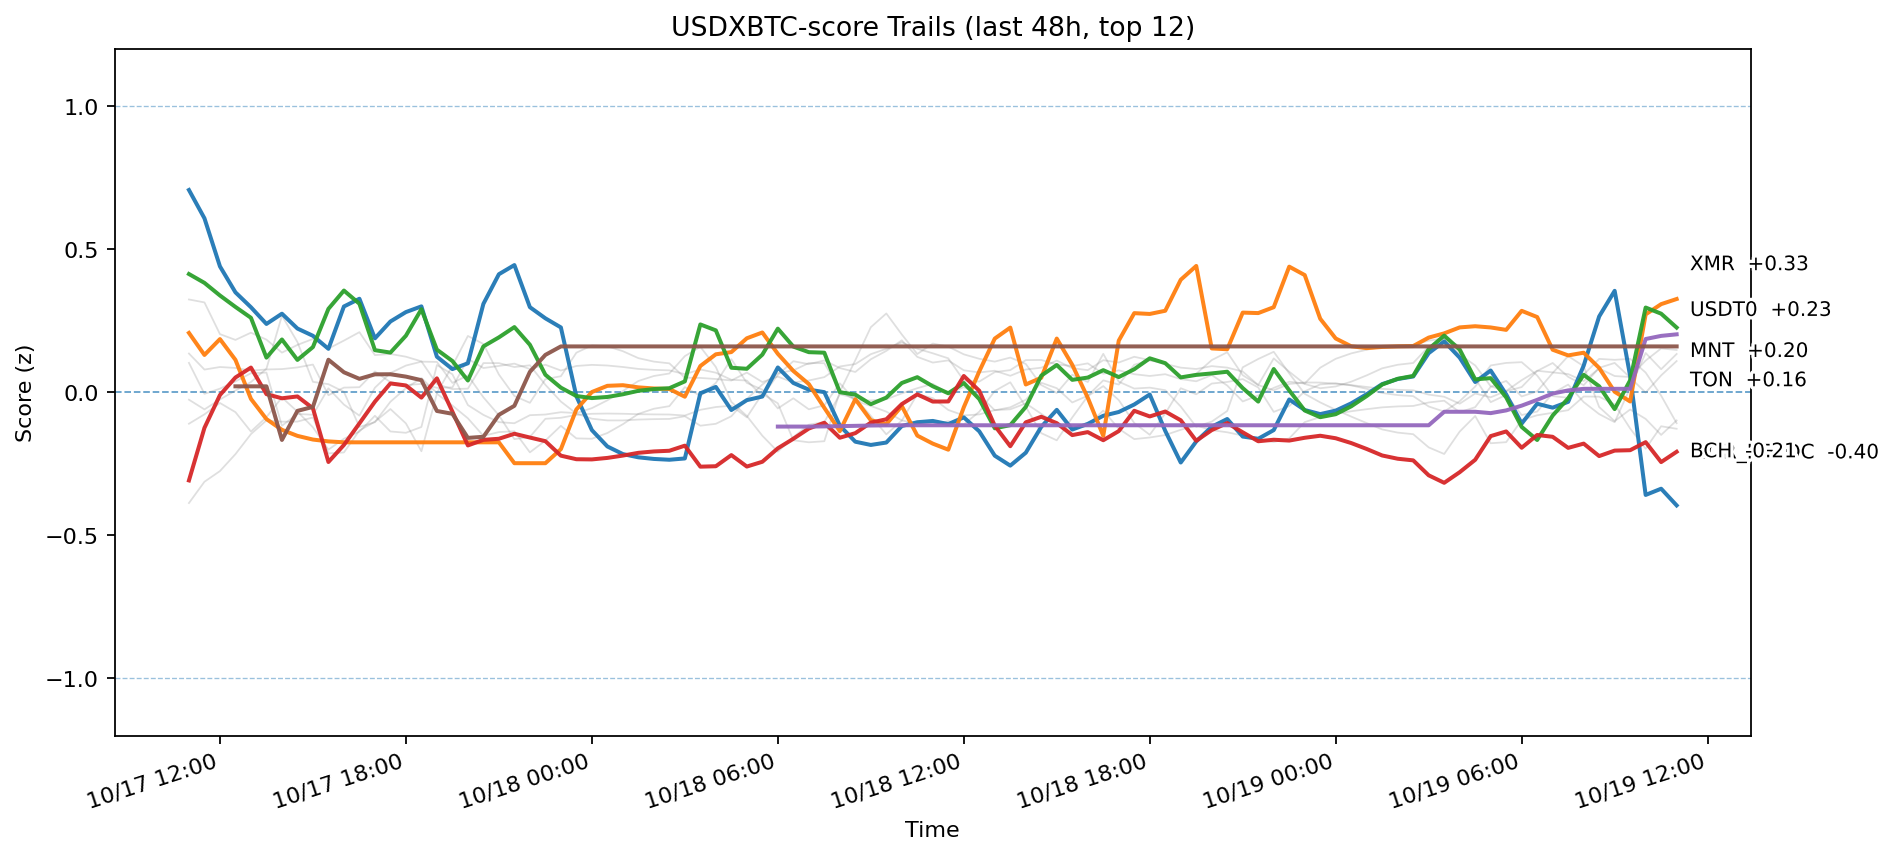 USDXBTC-score Trails (last 48h, top 12)
Score (z)
1.0
0.5
0.0
−0.5
−1.0
XMR +0.33
USDT0 +0.23
MNT +0.20
TON +0.16
BCH -0.21
-0.40
10/17 12:00
10/17 18:00
10/18 00:00
10/18 06:00
10/18 12:00
10/18 18:00
10/19 00:00
10/19 06:00
10/19 12:00
Time